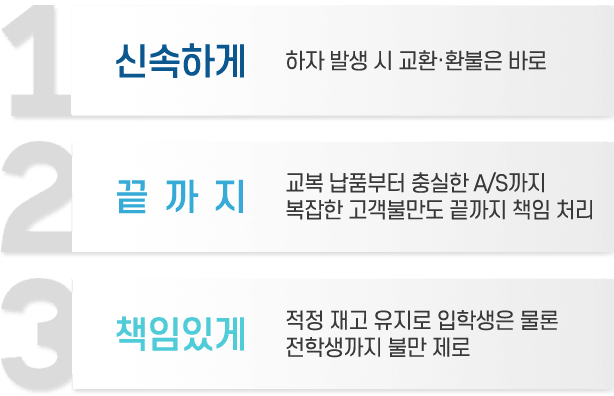 1
신속하게
하자 발생 시 교환·환불은 바로
2
끝 까 지
교복 납품부터 충실한 A/S까지
복잡한 고객불만도 끝까지 책임 처리
3
책임있게
적정 재고 유지로 입학생은 물론
전학생까지 불만 제로